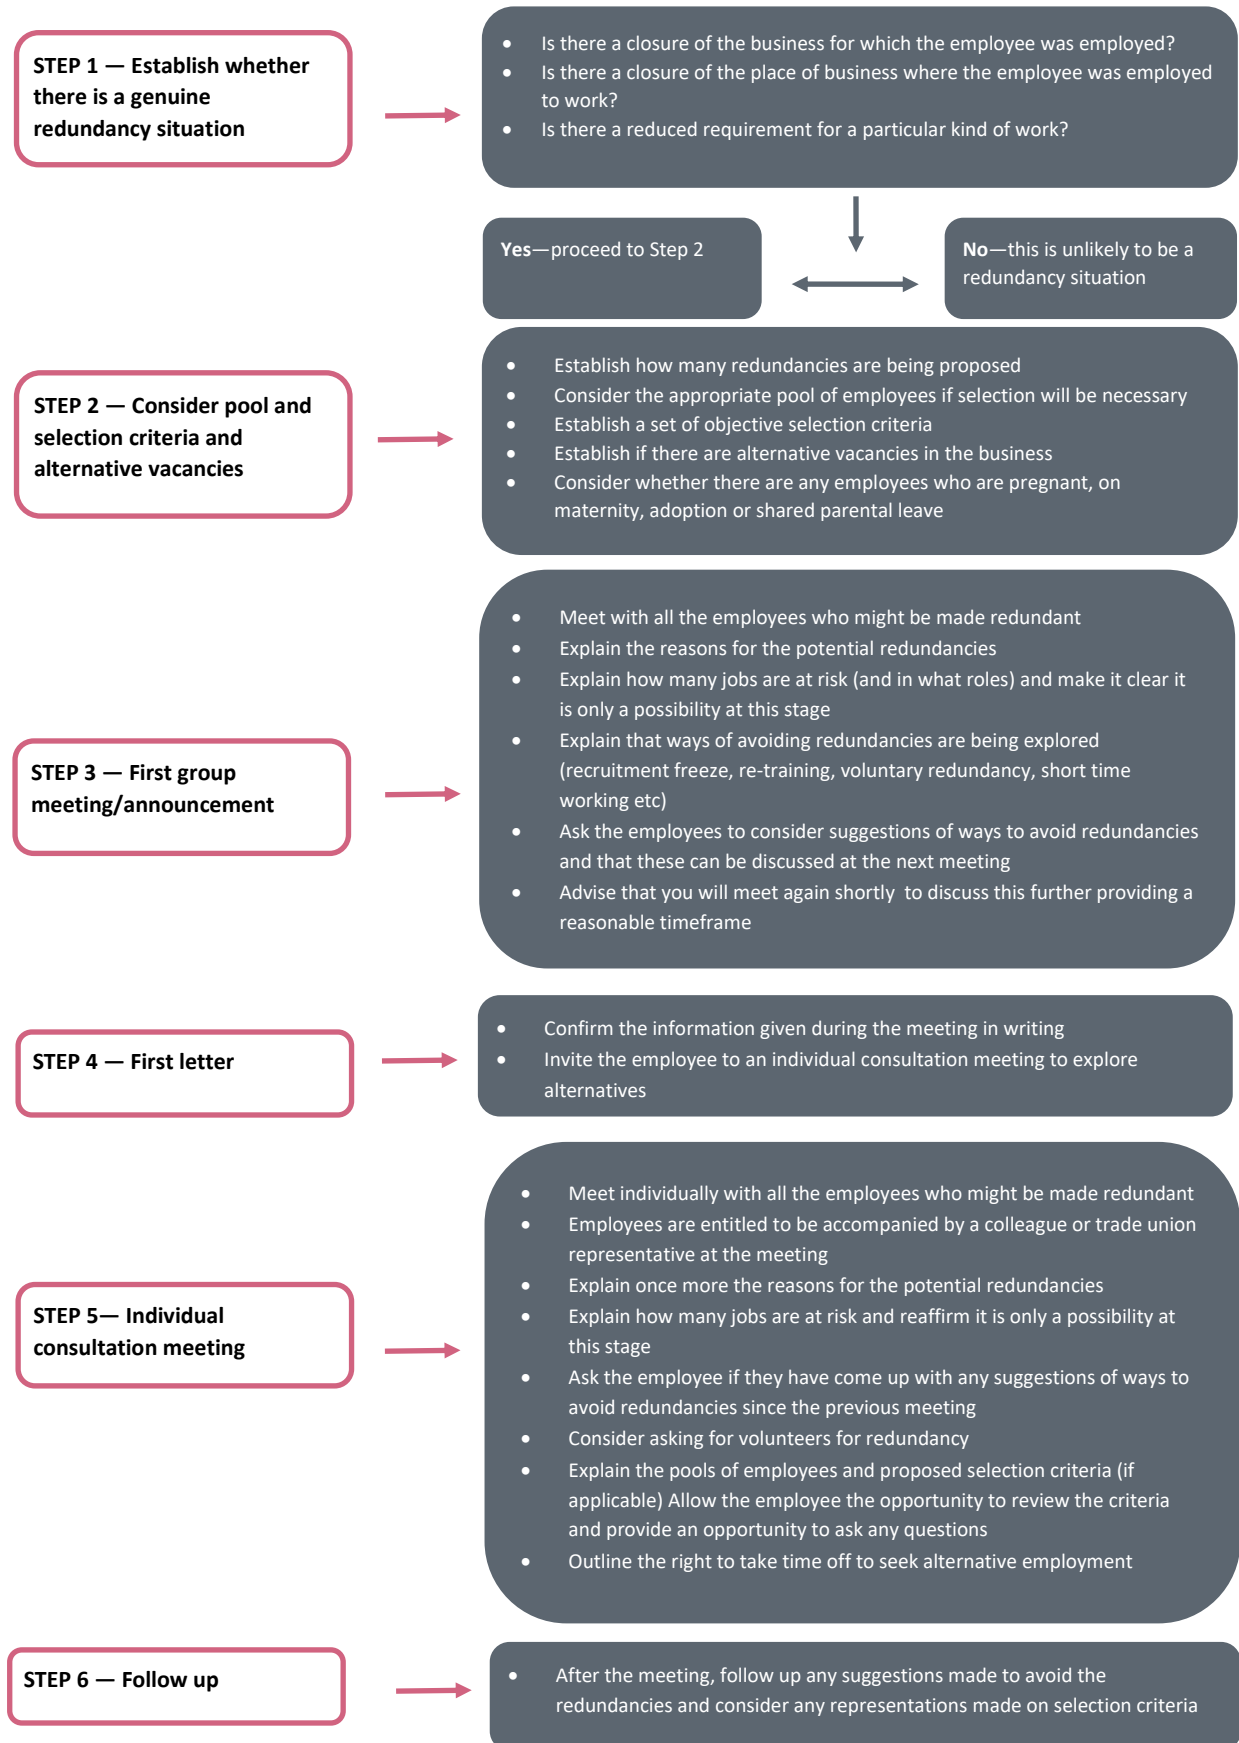 STEP 1 — Establish whether
there is a genuine
redundancy situation
• Is there a closure of the business for which the employee was employed?
• Is there a closure of the place of business where the employee was employed
to work?
• Is there a reduced requirement for a particular kind of work?
Yes—proceed to Step 2
No—this is unlikely to be a
redundancy situation
STEP 2 — Consider pool and
selection criteria and
alternative vacancies
• Establish how many redundancies are being proposed
• Consider the appropriate pool of employees if selection will be necessary
• Establish a set of objective selection criteria
• Establish if there are alternative vacancies in the business
• Consider whether there are any employees who are pregnant, on
maternity, adoption or shared parental leave
STEP 3 — First group
meeting/announcement
• Meet with all the employees who might be made redundant
• Explain the reasons for the potential redundancies
• Explain how many jobs are at risk (and in what roles) and make it clear it
is only a possibility at this stage
• Explain that ways of avoiding redundancies are being explored
(recruitment freeze, re-training, voluntary redundancy, short time
working etc)
• Ask the employees to consider suggestions of ways to avoid redundancies
and that these can be discussed at the next meeting
• Advise that you will meet again shortly  to discuss this further providing a
reasonable timeframe
STEP 4 — First letter
• Confirm the information given during the meeting in writing
• Invite the employee to an individual consultation meeting to explore
alternatives
STEP 5— Individual
consultation meeting
• Meet individually with all the employees who might be made redundant
• Employees are entitled to be accompanied by a colleague or trade union
representative at the meeting
• Explain once more the reasons for the potential redundancies
• Explain how many jobs are at risk and reaffirm it is only a possibility at
this stage
• Ask the employee if they have come up with any suggestions of ways to
avoid redundancies since the previous meeting
• Consider asking for volunteers for redundancy
• Explain the pools of employees and proposed selection criteria (if
applicable) Allow the employee the opportunity to review the criteria
and provide an opportunity to ask any questions
• Outline the right to take time off to seek alternative employment
STEP 6 — Follow up
• After the meeting, follow up any suggestions made to avoid the
redundancies and consider any representations made on selection criteria